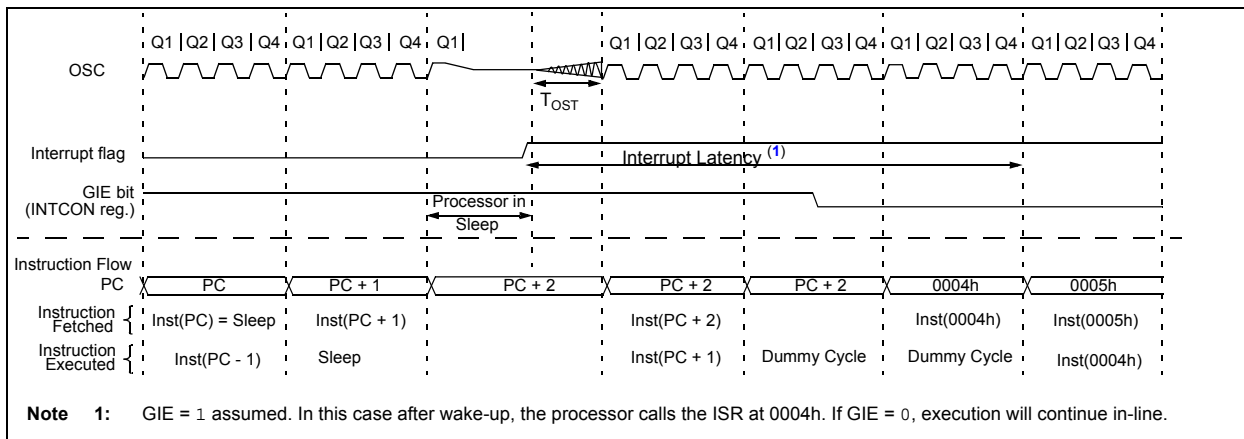 Q1 | Q2 | Q3 | Q4 Q1 | Q2 | Q3 | Q4 Q1 | Q1 | Q2 | Q3 | Q4 Q1 | Q2 | Q3 | Q4 Q1 | Q2 | Q3 | Q4 Q1 | Q2 | Q3 | Q4
OSC
TOST
Interrupt flag
Interrupt Latency (1)
GIE bit
(INTCON reg.)
Processor in
Sleep
Instruction Flow
PC PC PC + 1 PC + 2 PC + 2 PC + 2 0004h 0005h
Instruction
Fetched { Inst(PC) = Sleep Inst(PC + 1) Inst(PC + 2) Inst(0004h) Inst(0005h)
Instruction
Executed { Inst(PC - 1) Sleep Inst(PC + 1) Dummy Cycle Dummy Cycle Inst(0004h)
Note 1: GIE = 1 assumed. In this case after wake-up, the processor calls the ISR at 0004h. If GIE = 0, execution will continue in-line.